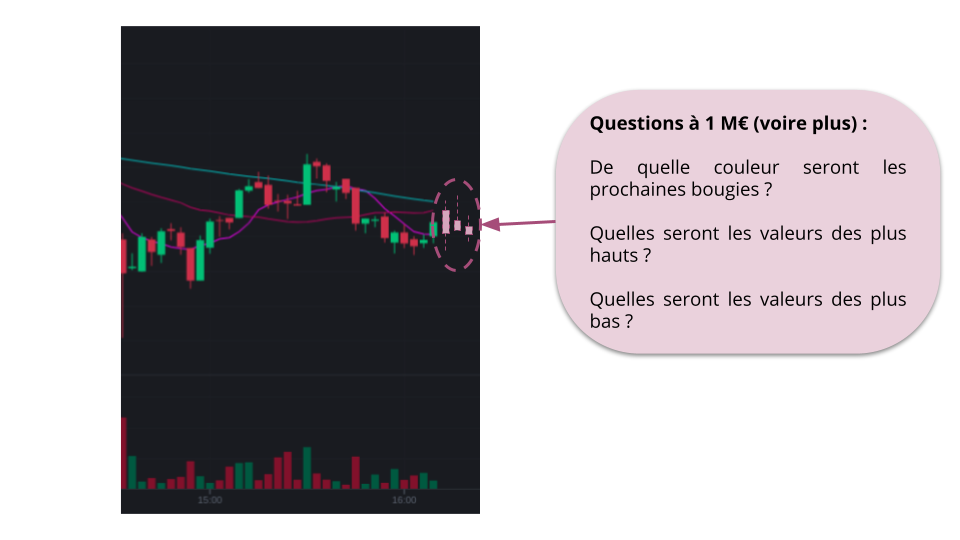 Questions à 1 M€ (voire plus) :
De quelle couleur seront les
prochaines bougies ?
Quelles seront les valeurs des plus
hauts ?
Quelles seront les valeurs des plus
bas ?
15:00
16:00